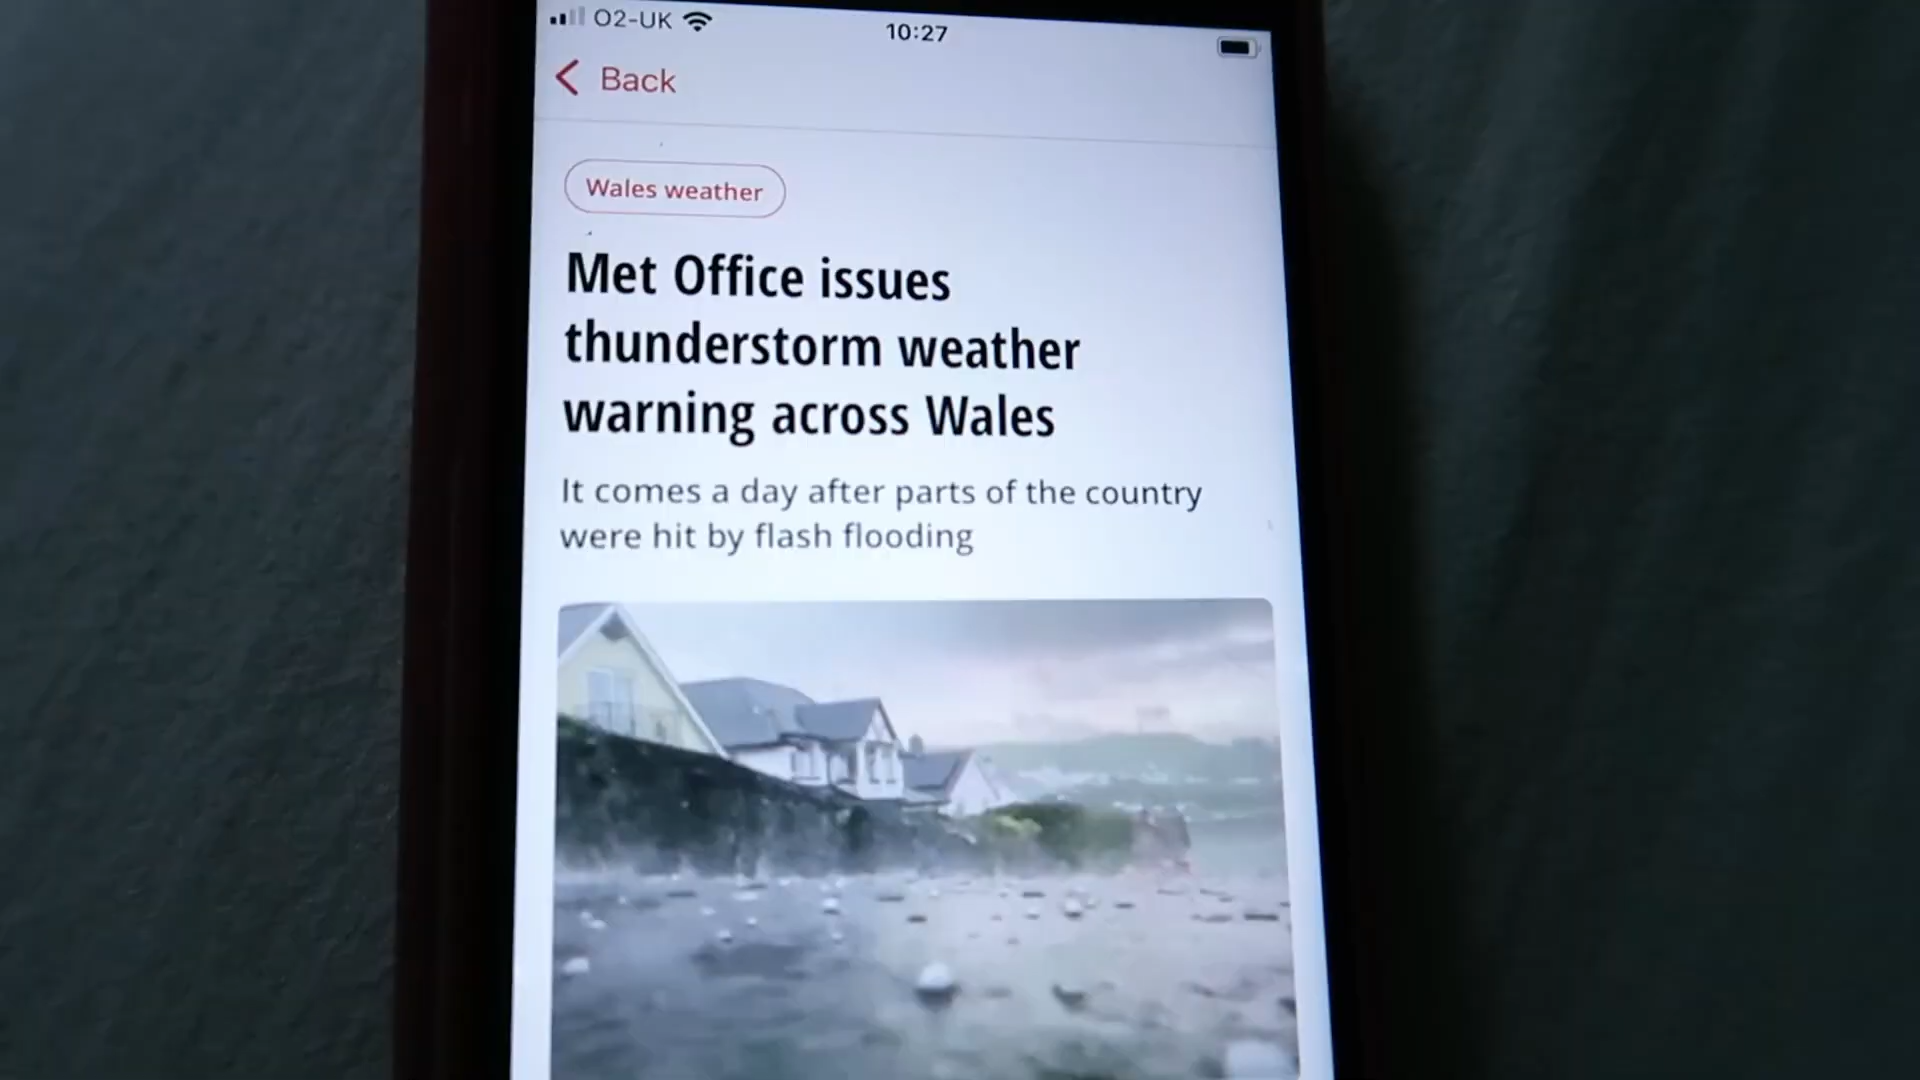 O2-UK
10:27
Back
Wales weather
Met Office issues
thunderstorm weather
warning across Wales
It comes a day after parts of the country
were hit by flash flooding